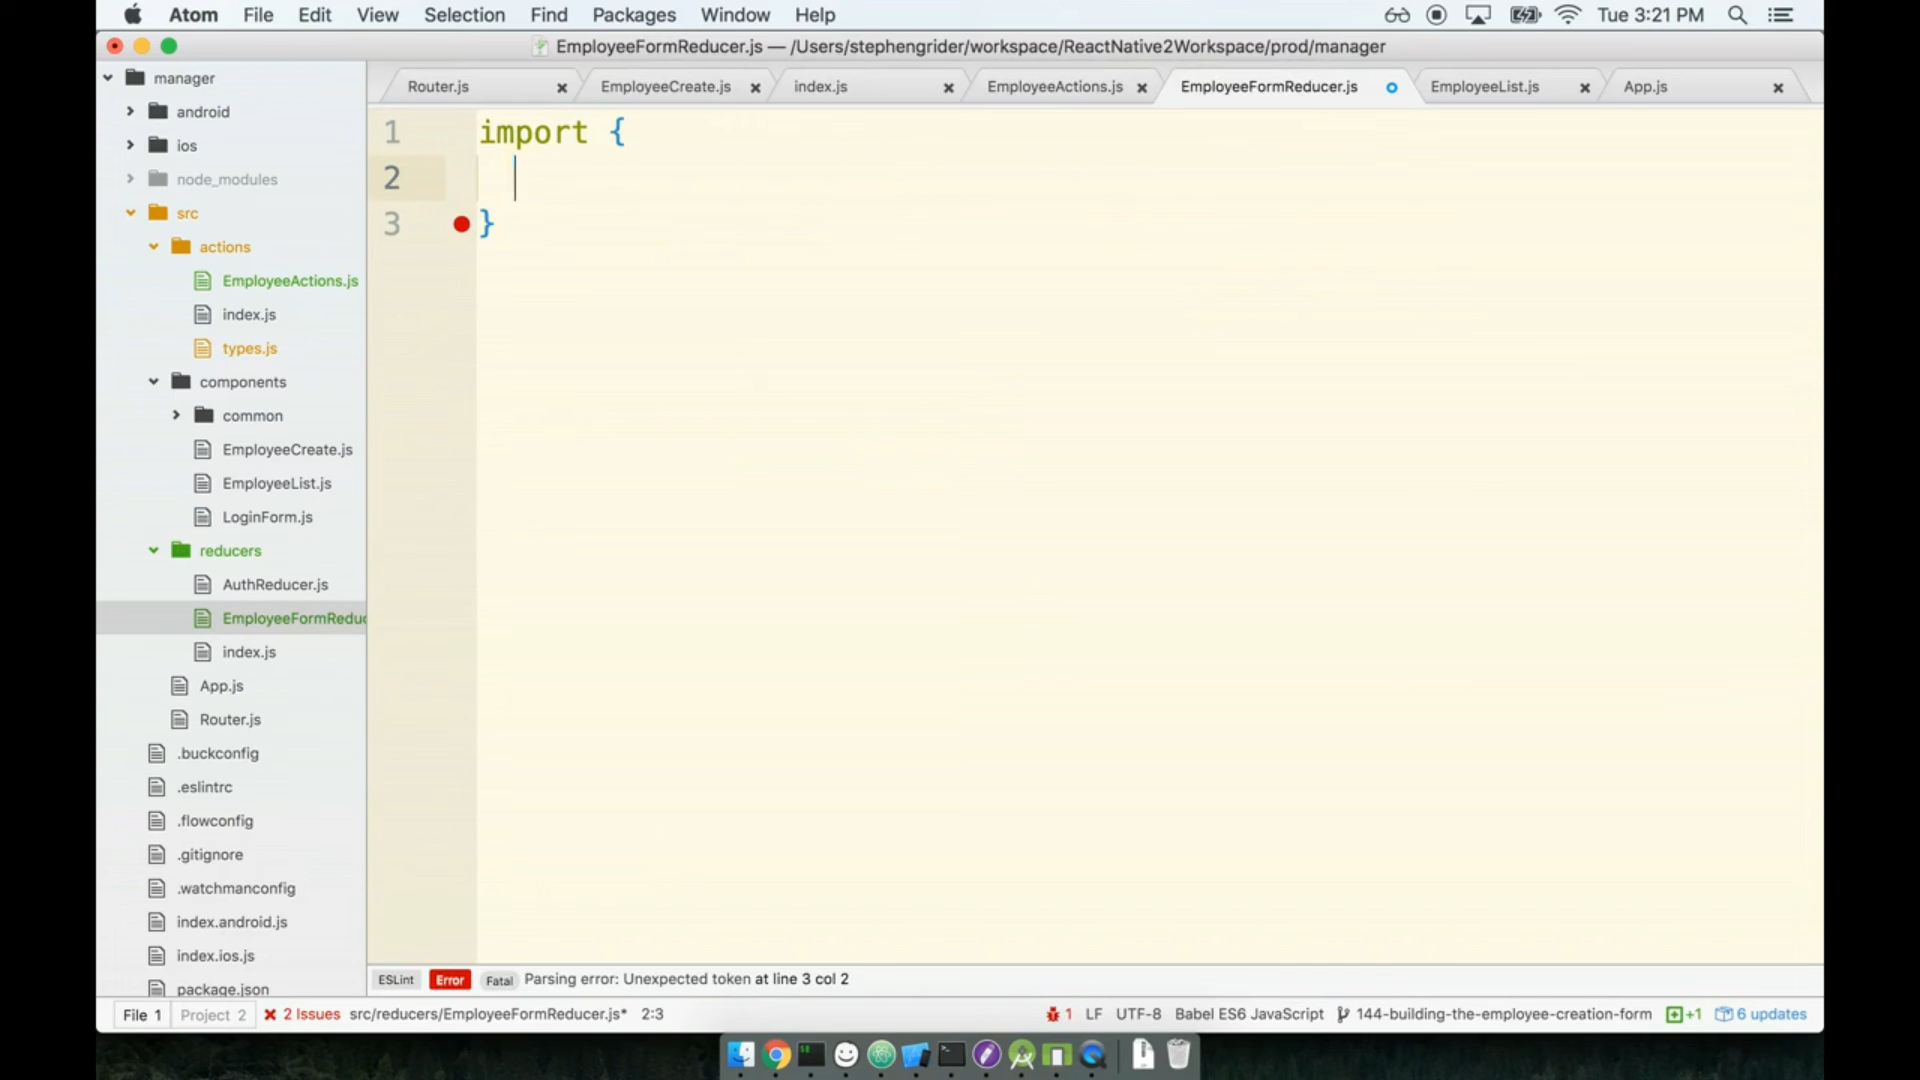 Atom File Edit View Selection Find Packages Window Help Tue 3:21 PM
EmployeeFormReducer.js — /Users/stephengrider/workspace/ReactNative2Workspace/prod/manager
Router.js EmployeeCreate.js index.js EmployeeActions.js EmployeeFormReducer.js EmployeeList.js App.js
manager
android
ios
node_modules
src
actions
EmployeeActions.js
index.js
types.js
components
common
EmployeeCreate.js
EmployeeList.js
LoginForm.js
reducers
AuthReducer.js
EmployeeFormReduc
index.js
App.js
Router.js
.buckconfig
.eslintrc
.flowconfig
.gitignore
.watchmanconfig
index.android.js
index.ios.js
package.json
1 import {
2
3 }
ESLint Error Fatal Parsing error: Unexpected token at line 3 col 2
File 1 Project 2 2 Issues src/reducers/EmployeeFormReducer.js* 2:3 1 LF UTF-8 Babel ES6 JavaScript 144-building-the-employee-creation-form +1 6 updates